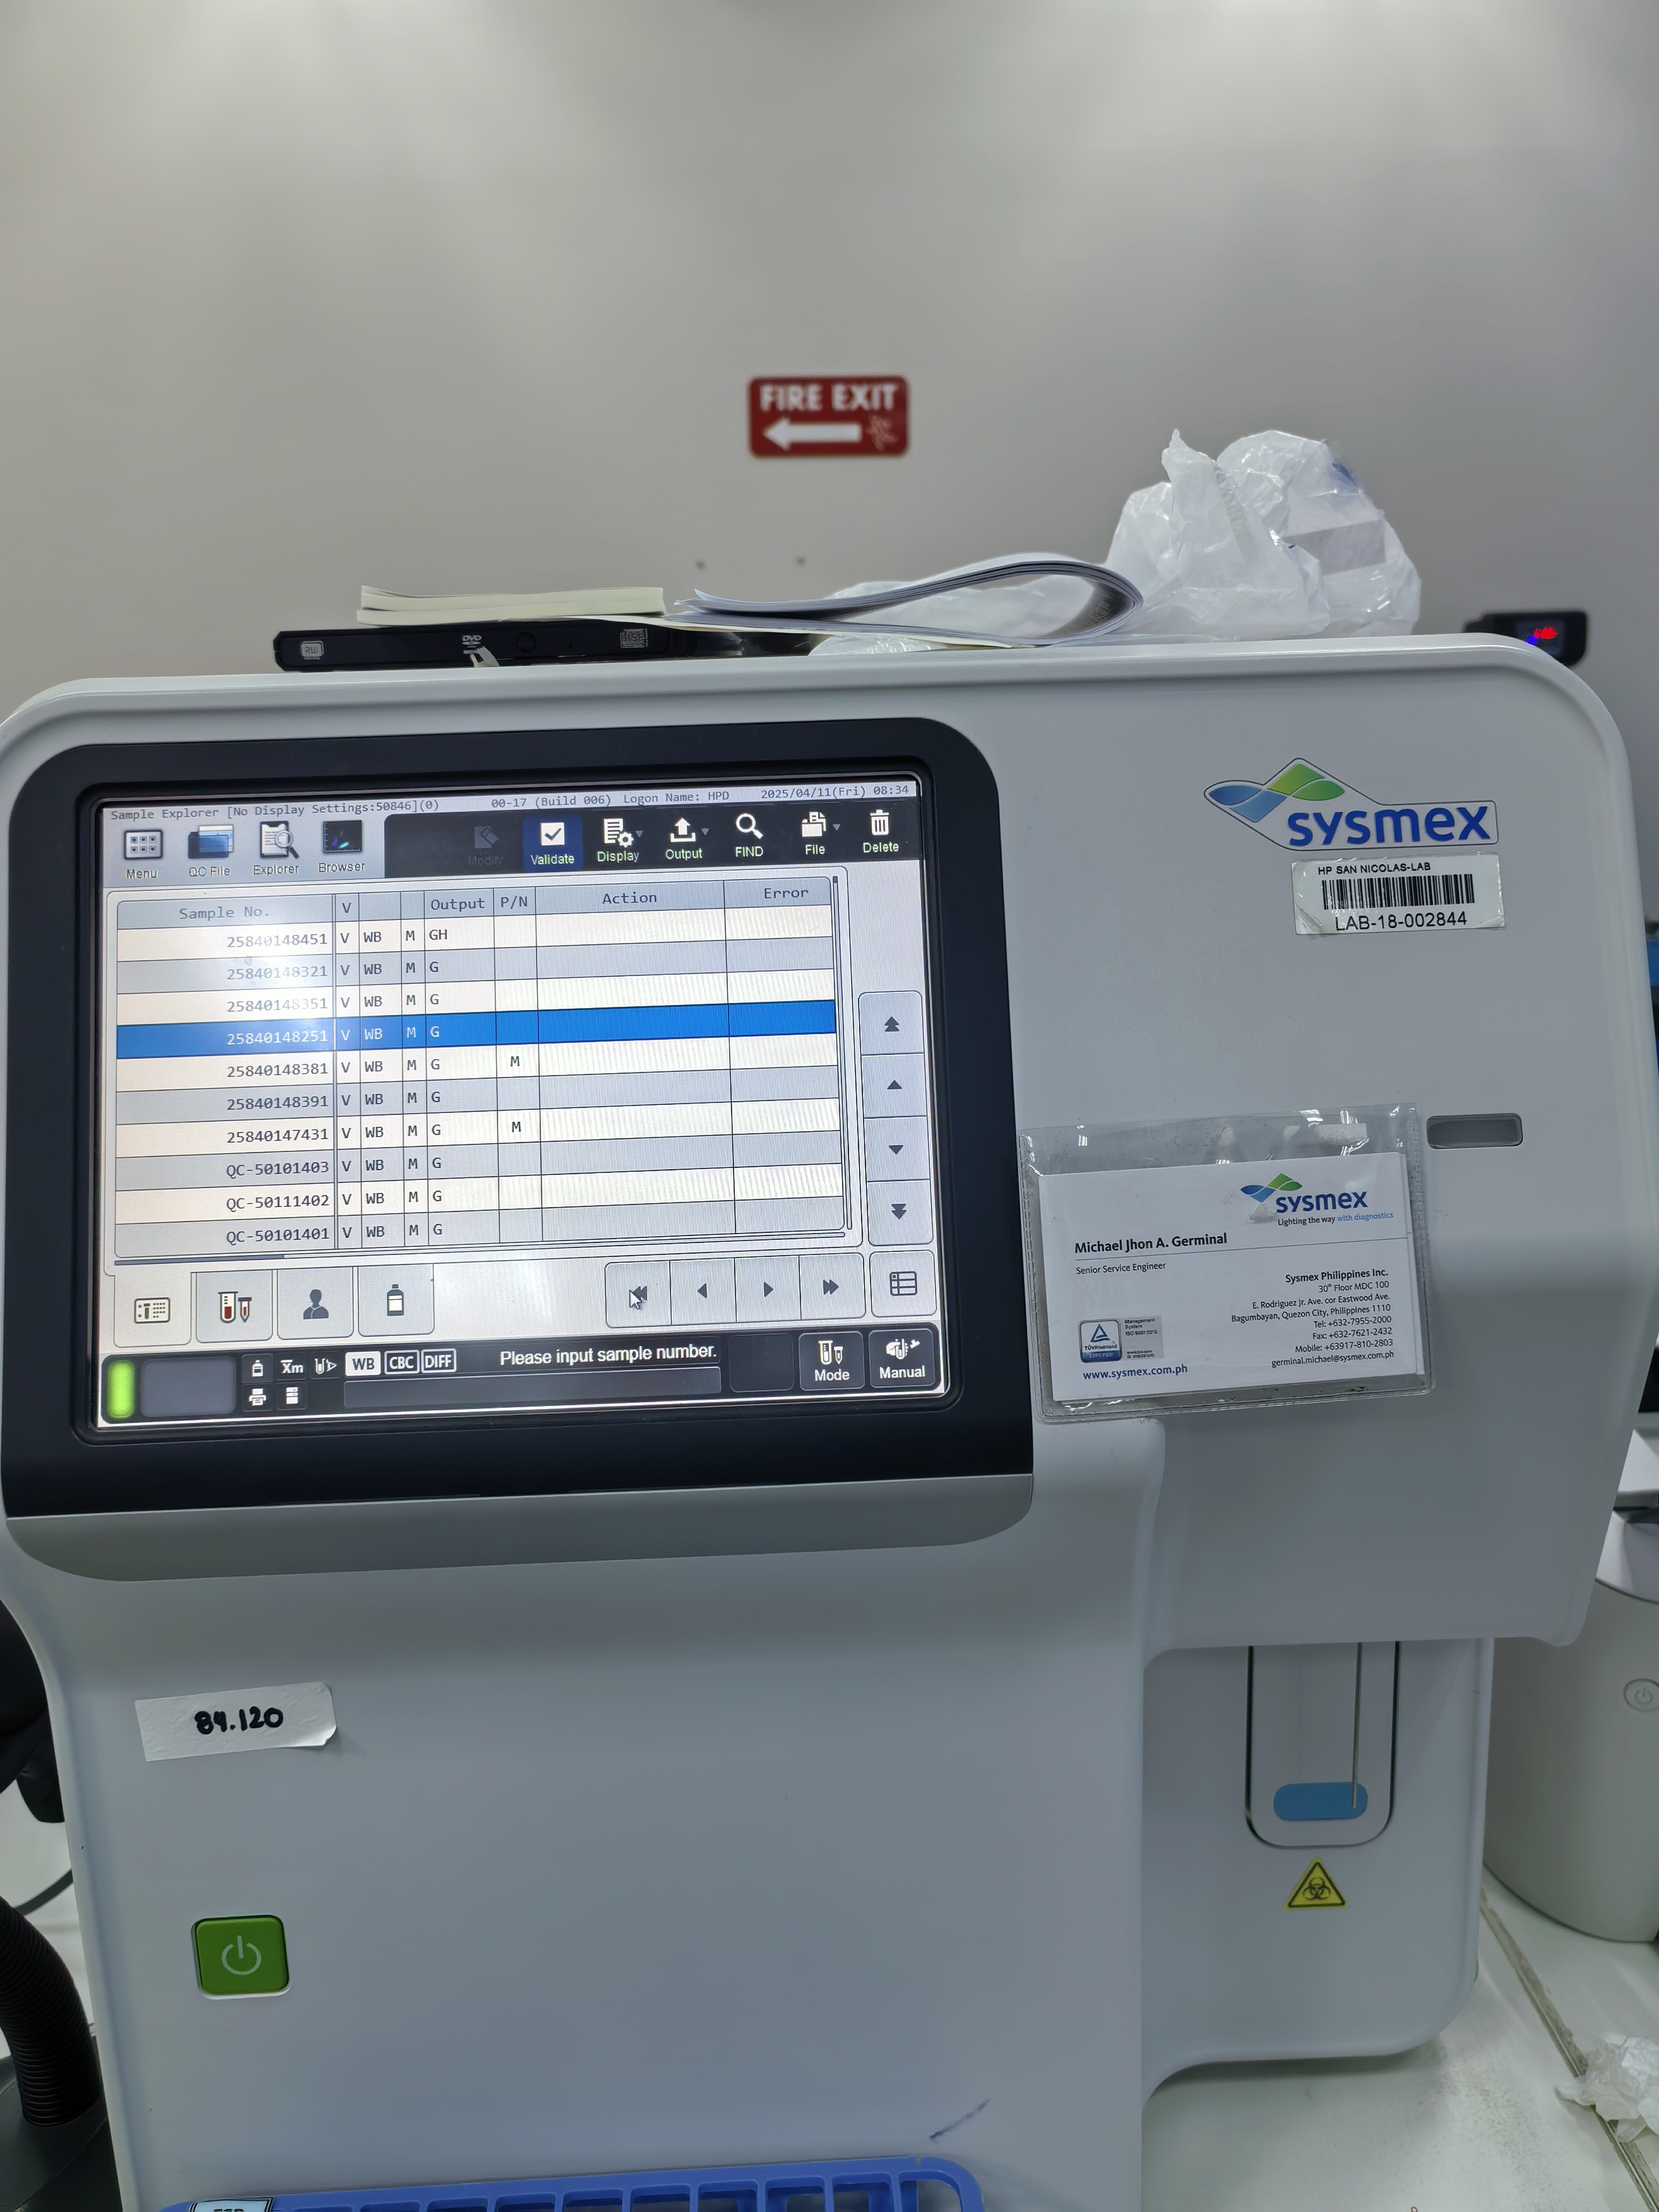 FIRE EXIT
RW
DVD
Sample Explorer [No Display Settings:50846](0) 00-17 (Build 006) Logon Name: HPD 2025/04/11(Fri) 08:34
Menu QC File Explorer Browser Modify Validate Display Output FIND File Delete
Sample No. V Output P/N Action Error
25840148451 V WB M GH
25840148321 V WB M G
25840148351 V WB M G
25840148251 V WB M G
25840148381 V WB M G M
25840148391 V WB M G
25840147431 V WB M G M
QC-50101403 V WB M G
QC-50111402 V WB M G
QC-50101401 V WB M G
Xm WB CBC DIFF Please input sample number.
Mode Manual
sysmex
HP SAN NICOLAS-LAB
LAB-18-002844
sysmex
Lighting the way with diagnostics
Michael Jhon A. Germinal
Senior Service Engineer
Sysmex Philippines Inc.
30th Floor MDC 100
E. Rodriguez Jr. Ave. cor Eastwood Ave.
Bagumbayan, Quezon City, Philippines 1110
Tel: +632-7955-2000
Fax: +632-7621-2432
Mobile: +63917-810-2803
germinal.michael@sysmex.com.ph
Management
System
www.sysmex.com.ph
84.120